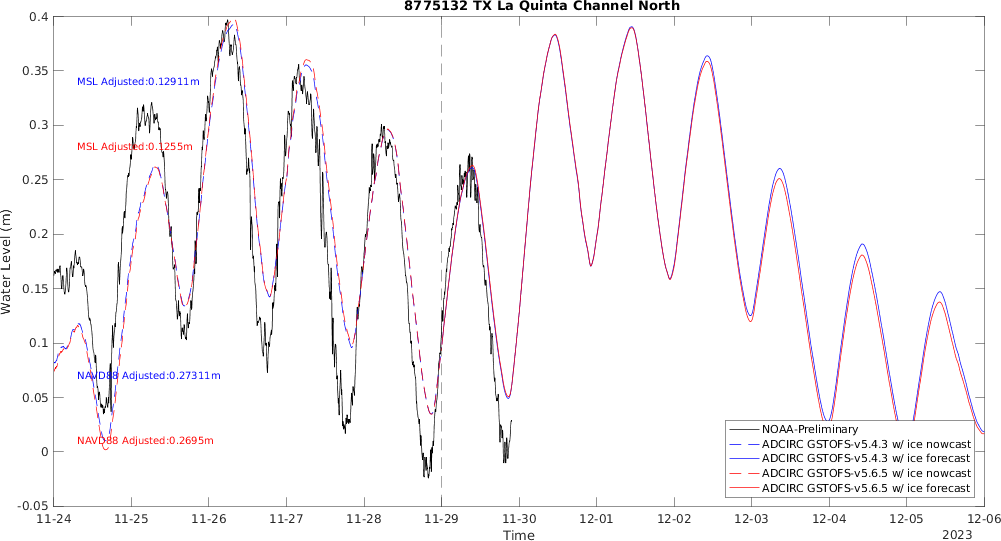 8775132 TX La Quinta Channel North
0.4
0.35
0.3
0.25
0.2
0.15
0.1
0.05
0
-0.05
Water Level (m)
MSL Adjusted:0.12911m
MSL Adjusted:0.1255m
NAVD88 Adjusted:0.27311m
NAVD88 Adjusted:0.2695m
NOAA-Preliminary
ADCIRC GSTOFS-v5.4.3 w/ ice nowcast
ADCIRC GSTOFS-v5.4.3 w/ ice forecast
ADCIRC GSTOFS-v5.6.5 w/ ice nowcast
ADCIRC GSTOFS-v5.6.5 w/ ice forecast
11-24 11-25 11-26 11-27 11-28 11-29 11-30 12-01 12-02 12-03 12-04 12-05 12-06
Time
2023